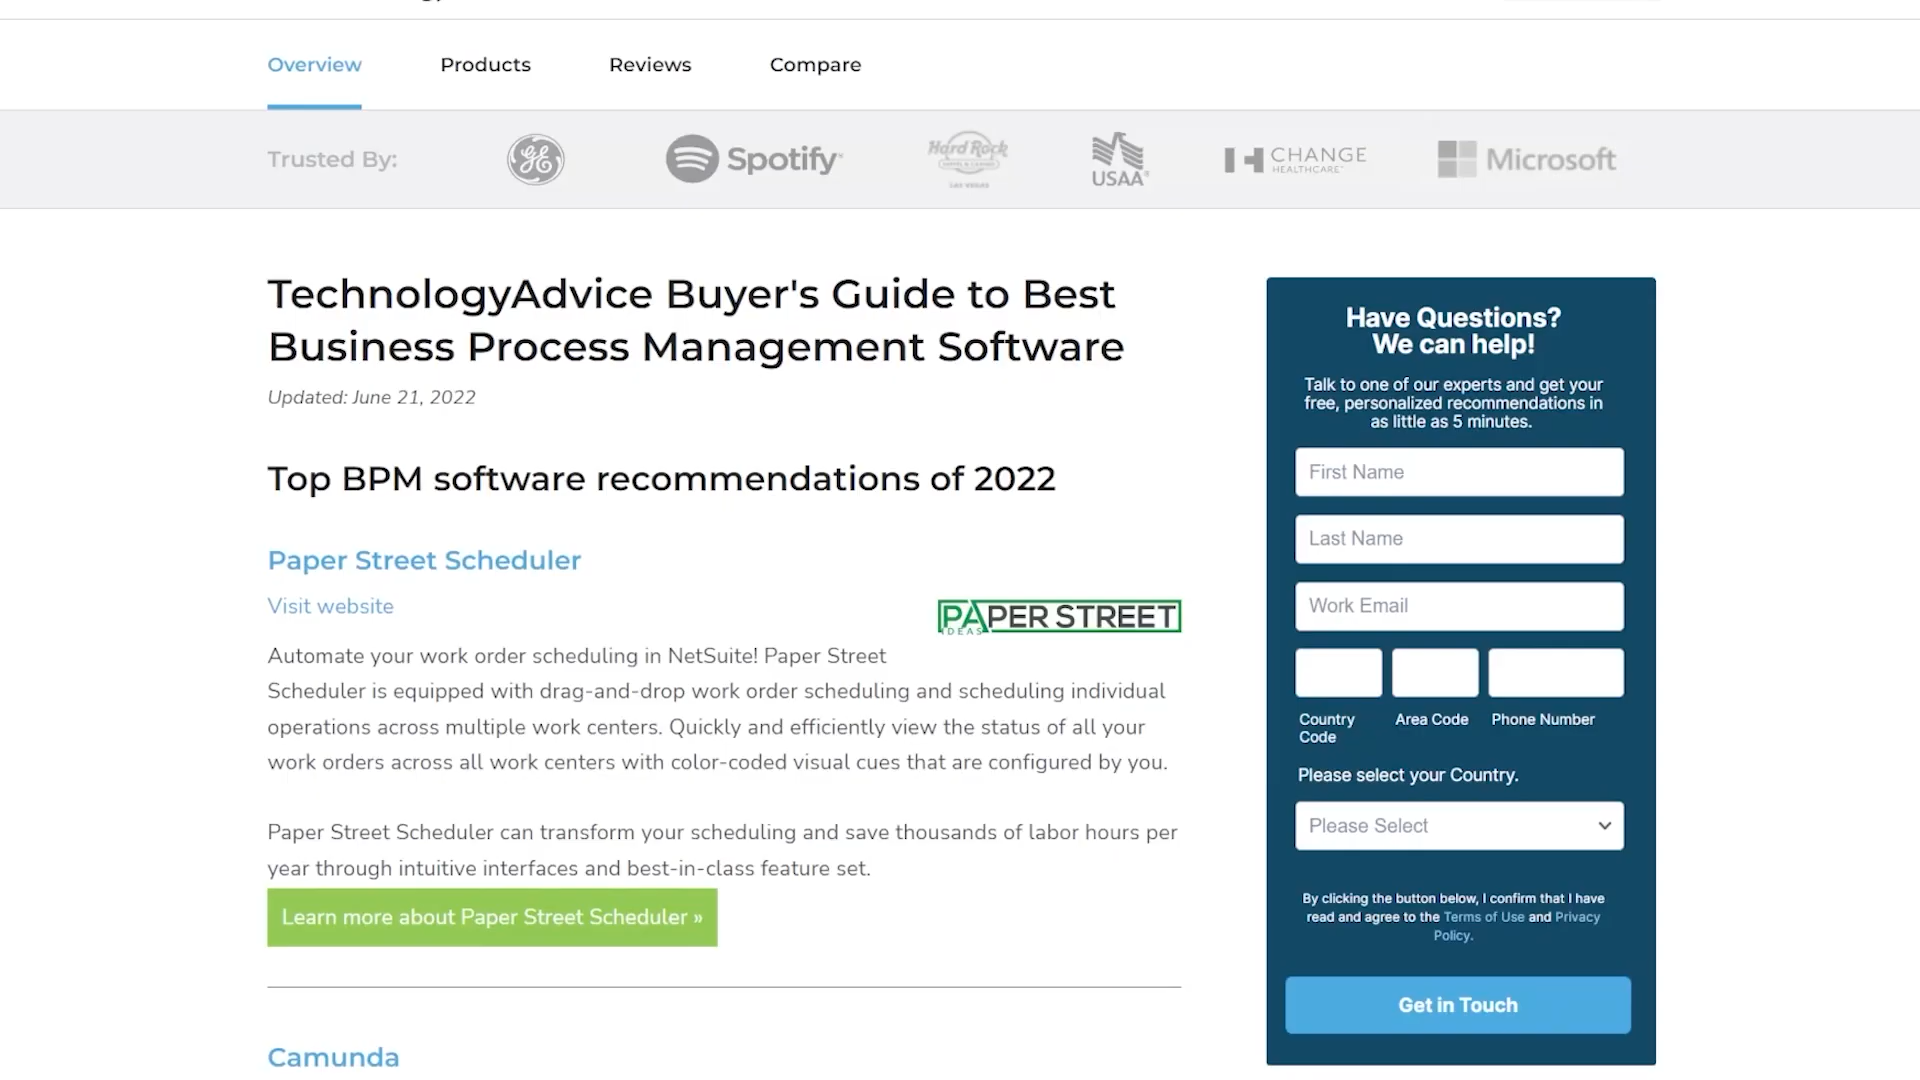 Overview Products Reviews Compare
Trusted By:
GE
Spotify
Hard Rock
HOTEL & CASINO
LAS VEGAS
USAA®
CHANGE
HEALTHCARE
Microsoft
TechnologyAdvice Buyer's Guide to Best
Business Process Management Software
Updated: June 21, 2022
Top BPM software recommendations of 2022
Paper Street Scheduler
Visit website
PAPER STREET
IDEAS
Automate your work order scheduling in NetSuite! Paper Street
Scheduler is equipped with drag-and-drop work order scheduling and scheduling individual
operations across multiple work centers. Quickly and efficiently view the status of all your
work orders across all work centers with color-coded visual cues that are configured by you.
Paper Street Scheduler can transform your scheduling and save thousands of labor hours per
year through intuitive interfaces and best-in-class feature set.
Learn more about Paper Street Scheduler »
Camunda
Have Questions?
We can help!
Talk to one of our experts and get your
free, personalized recommendations in
as little as 5 minutes.
First Name
Last Name
Work Email
Country
Code
Area Code
Phone Number
Please select your Country.
Please Select
By clicking the button below, I confirm that I have
read and agree to the Terms of Use and Privacy
Policy.
Get in Touch